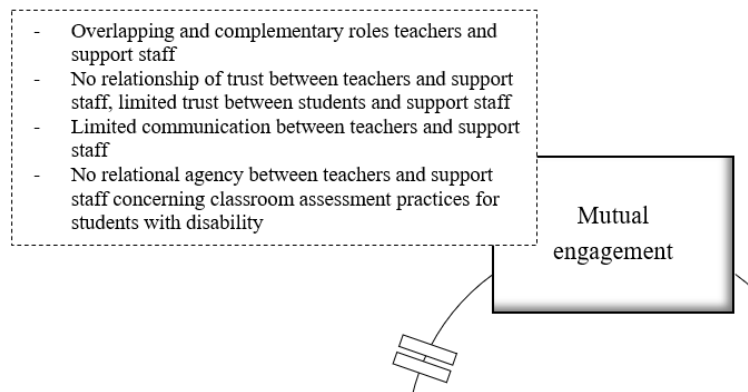 - Overlapping and complementary roles teachers and
support staff
- No relationship of trust between teachers and support
staff, limited trust between students and support staff
- Limited communication between teachers and support
staff
- No relational agency between teachers and support
staff concerning classroom assessment practices for
students with disability
Mutual
engagement